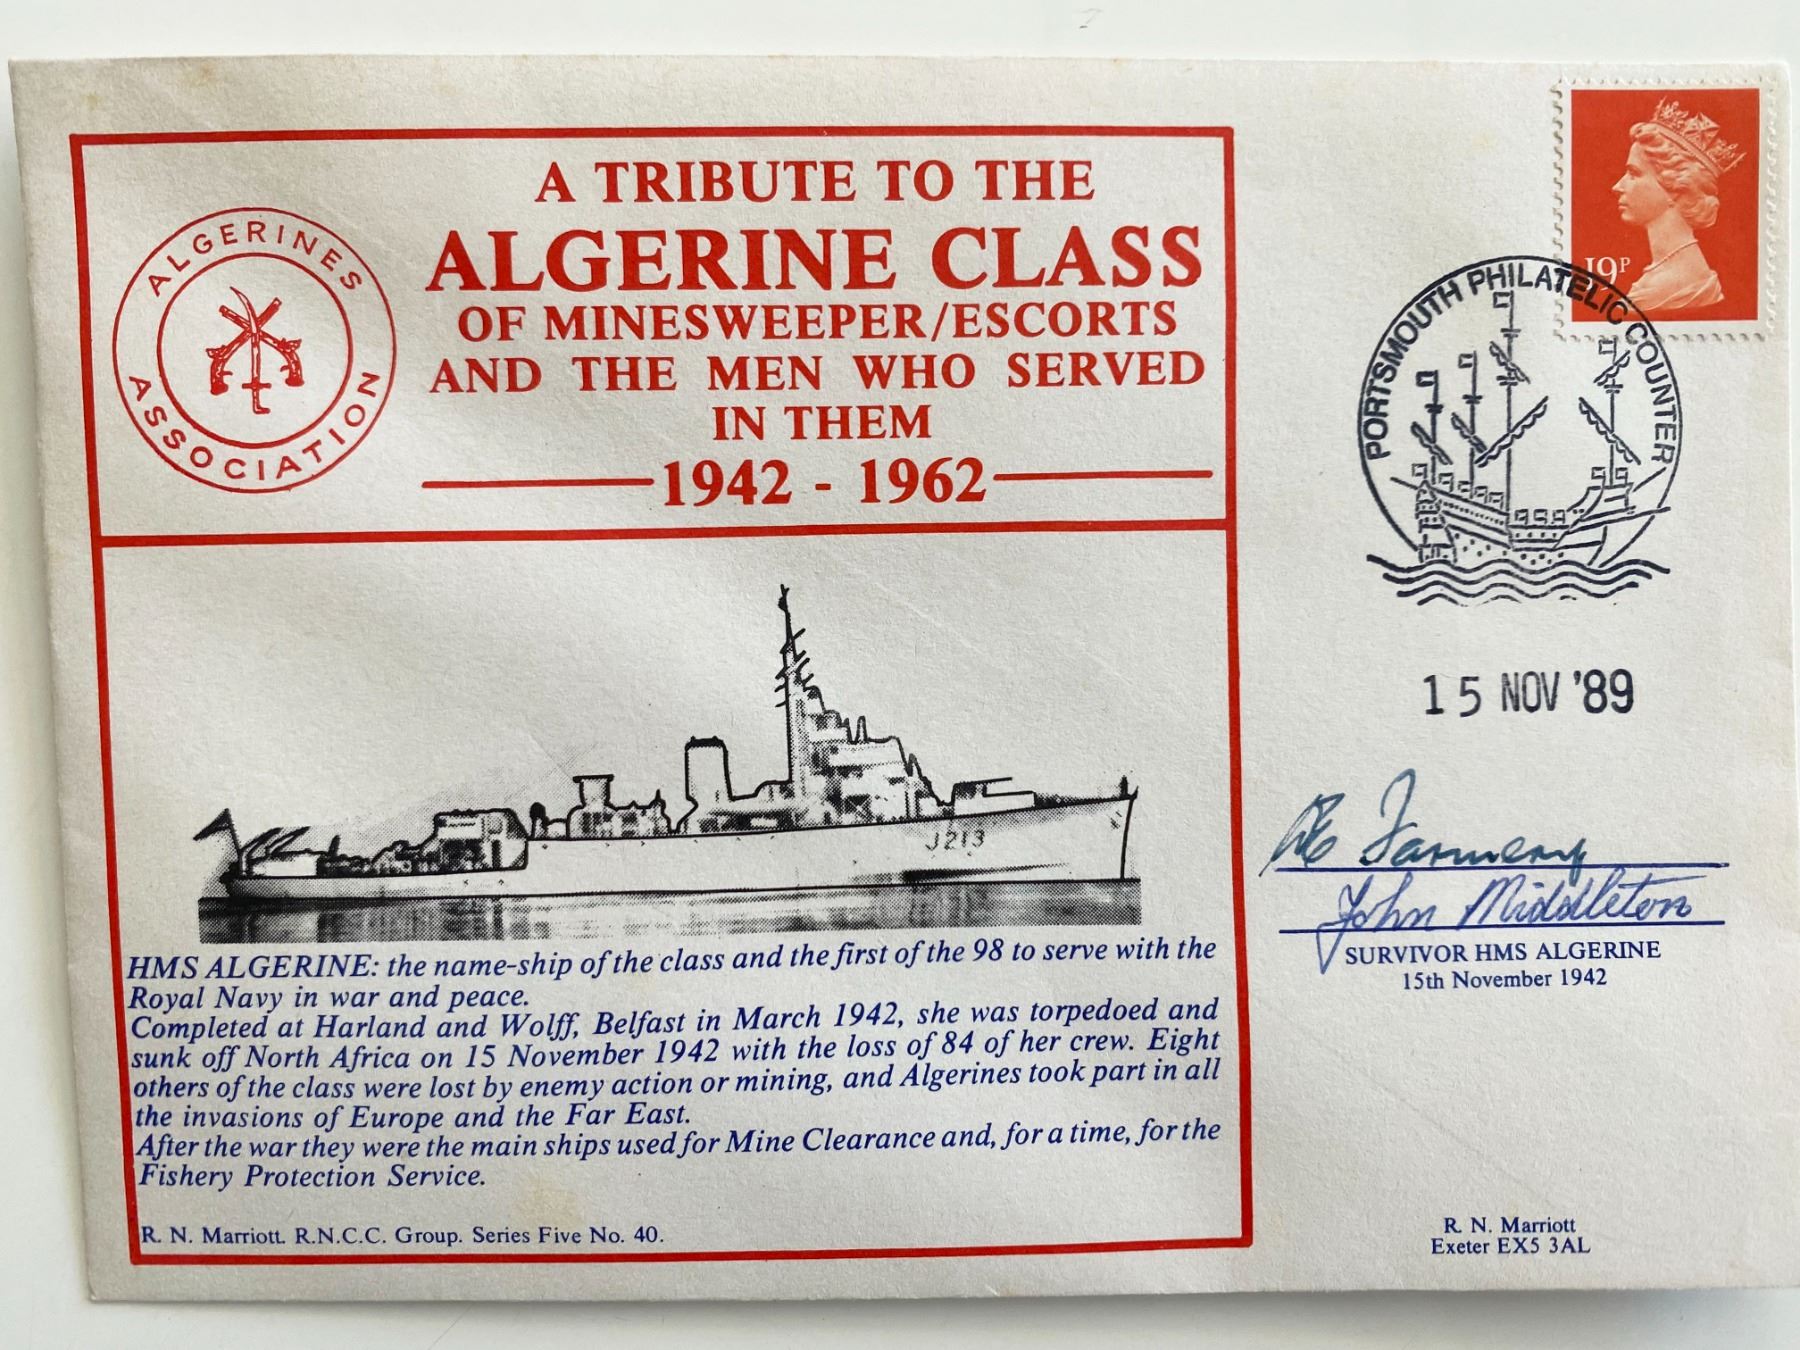 ALGERINES
ASSOCIATION
A TRIBUTE TO THE
ALGERINE CLASS
OF MINESWEEPER/ESCORTS
AND THE MEN WHO SERVED
IN THEM
1942 - 1962
19P
PORTSMOUTH PHILATELIC COUNTER
15 NOV '89
J213
John Middleton
SURVIVOR HMS ALGERINE
15th November 1942
HMS ALGERINE: the name-ship of the class and the first of the 98 to serve with the
Royal Navy in war and peace.
Completed at Harland and Wolff, Belfast in March 1942, she was torpedoed and
sunk off North Africa on 15 November 1942 with the loss of 84 of her crew. Eight
others of the class were lost by enemy action or mining, and Algerines took part in all
the invasions of Europe and the Far East.
After the war they were the main ships used for Mine Clearance and, for a time, for the
Fishery Protection Service.
R. N. Marriott. R.N.C.C. Group. Series Five No. 40.
R. N. Marriott
Exeter EX5 3AL